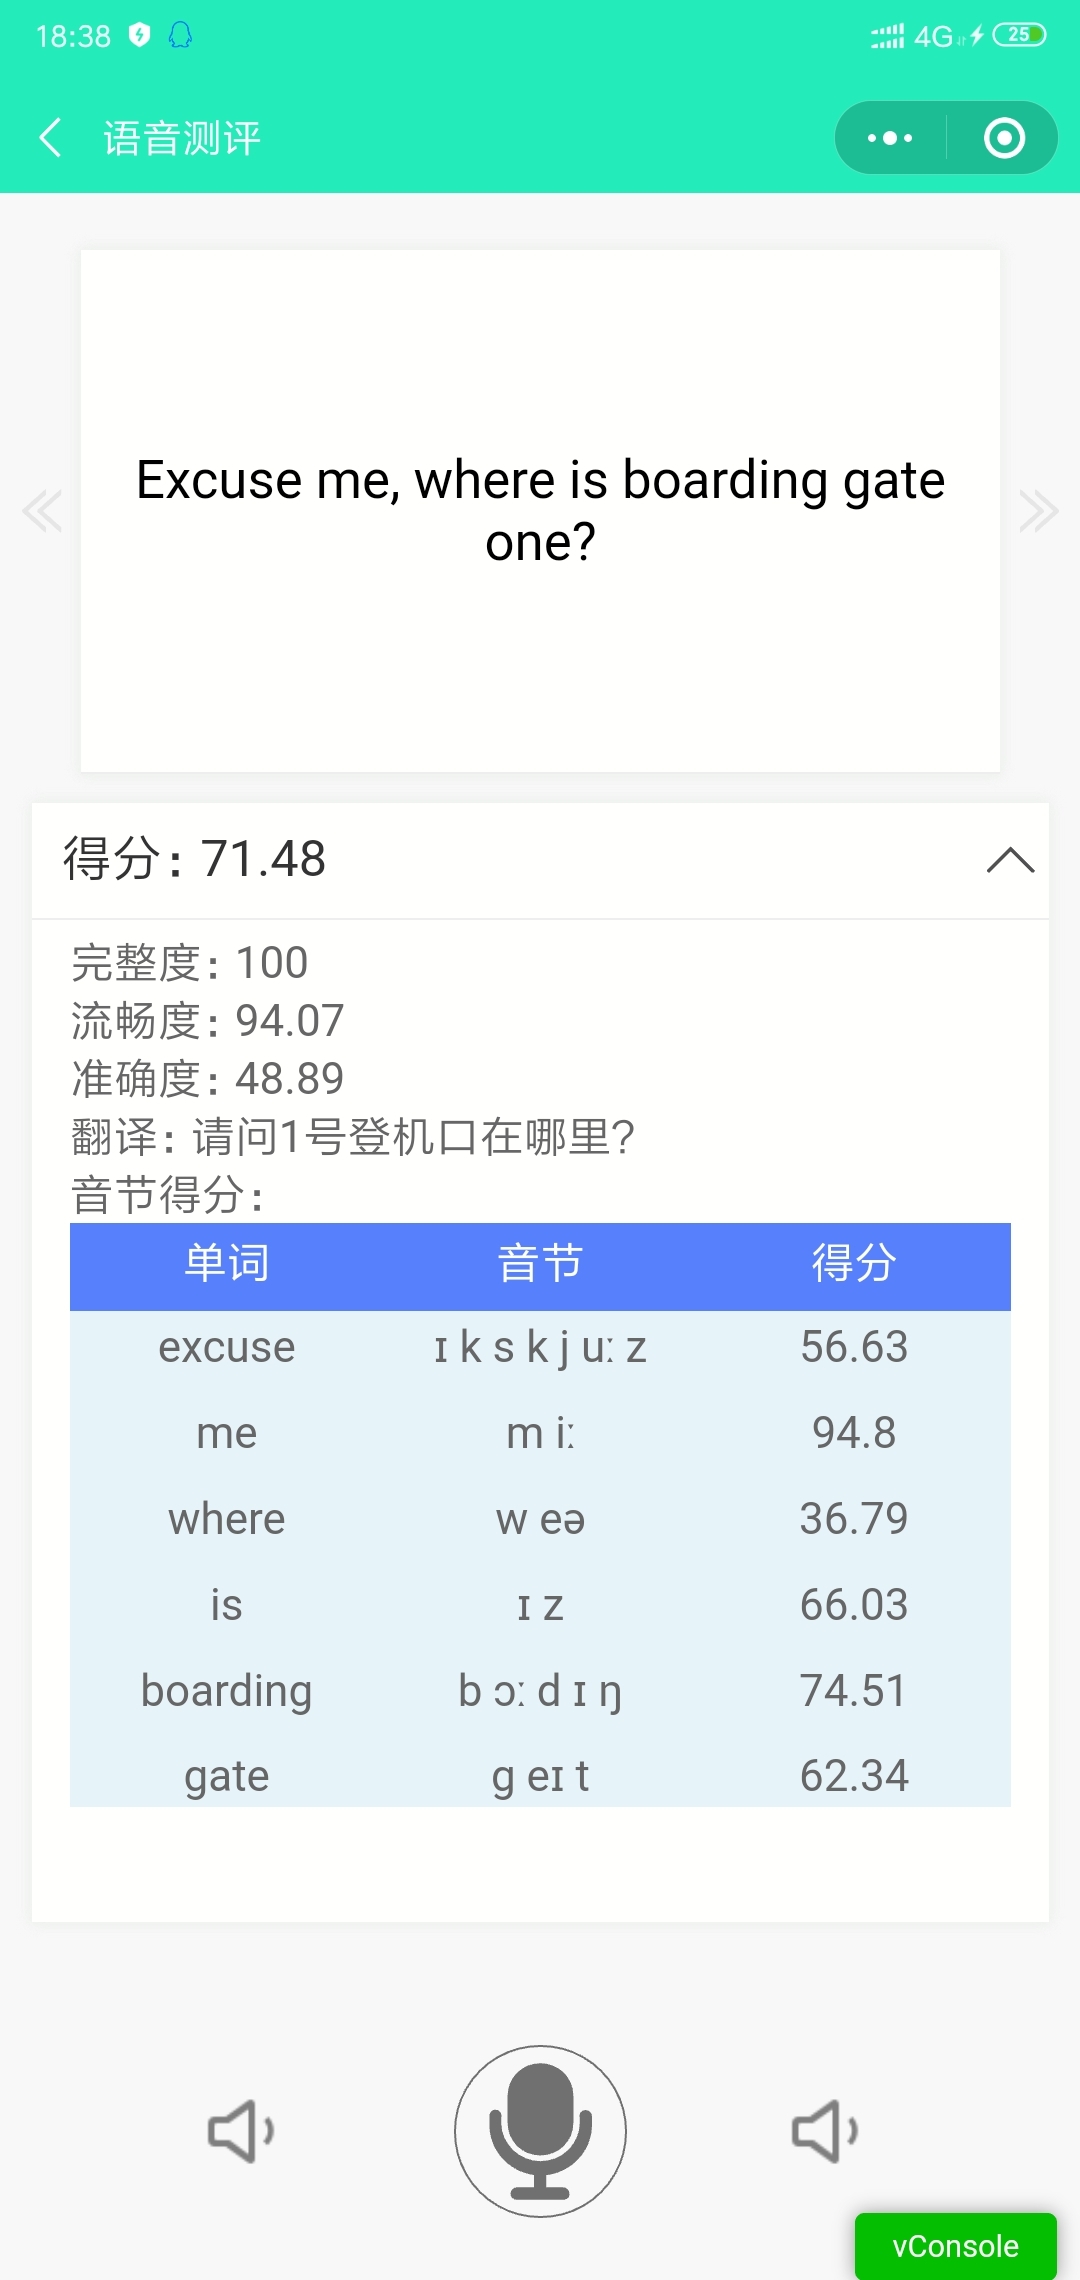 18:38
4G
25
语音测评
Excuse me, where is boarding gate
one?
得分：71.48
完整度：100
流畅度：94.07
准确度：48.89
翻译：请问1号登机口在哪里？
音节得分：
单词 音节 得分
excuse ɪ k s k j uː z 56.63
me m iː 94.8
where w eə 36.79
is ɪ z 66.03
boarding b ɔː d ɪ ŋ 74.51
gate g eɪ t 62.34
vConsole